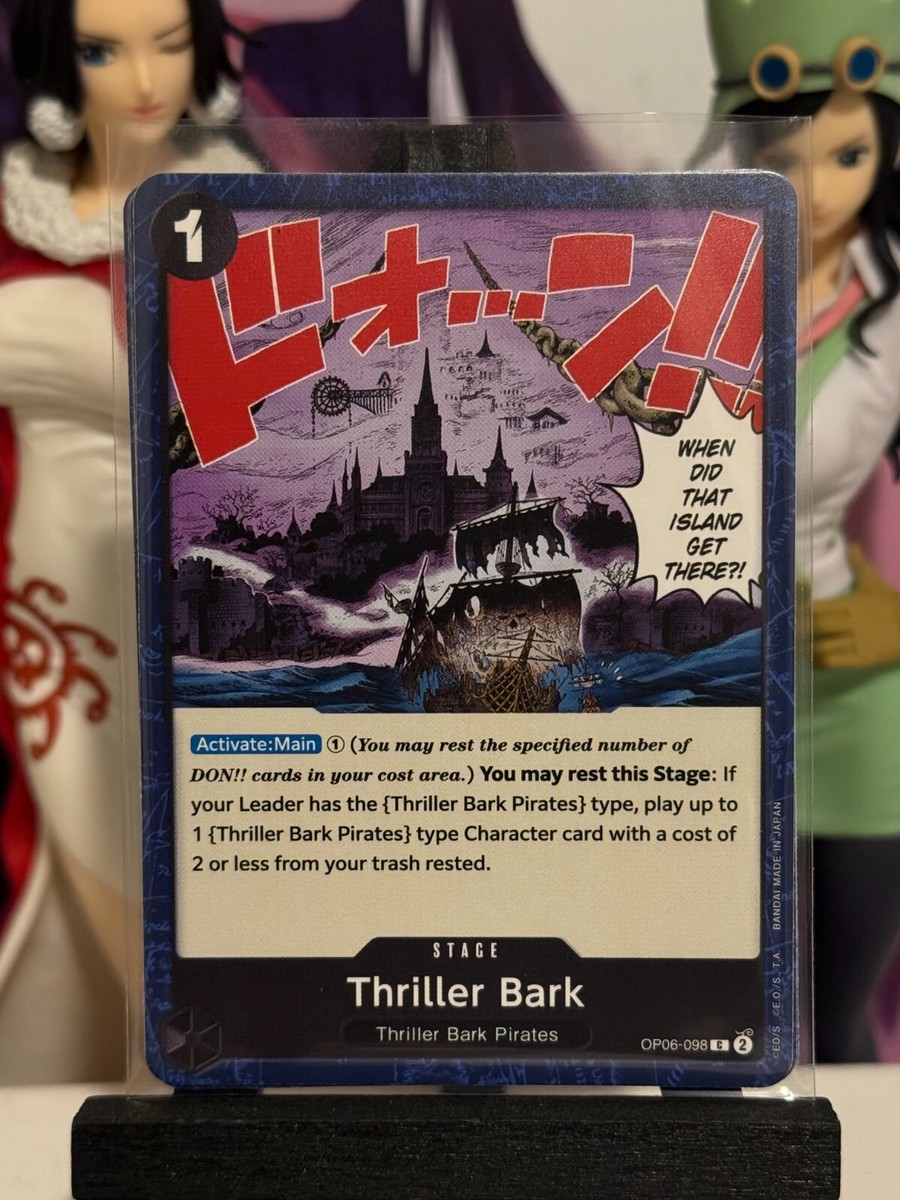 1
ドォ...ン!!
WHEN
DID
THAT
ISLAND
GET
THERE?!
Activate:Main ① (You may rest the specified number of
DON!! cards in your cost area.) You may rest this Stage: If
your Leader has the {Thriller Bark Pirates} type, play up to
1 {Thriller Bark Pirates} type Character card with a cost of
2 or less from your trash rested.
STAGE
Thriller Bark
Thriller Bark Pirates
OP06-098 C 2
©EO/S ©E.O/S.,T.A. BANDAI MADE IN JAPAN